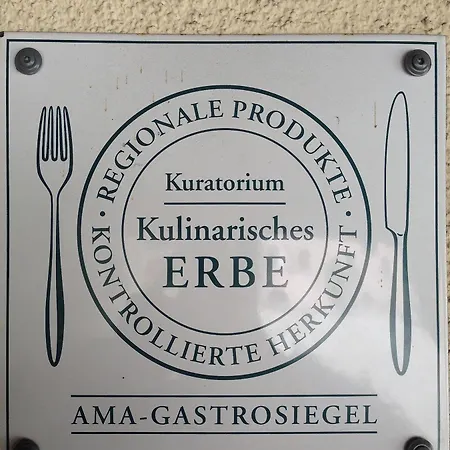 REGIONALE PRODUKTE ·
KONTROLLIERTE HERKUNFT ·
Kuratorium
Kulinarisches
ERBE
AMA-GASTROSIEGEL